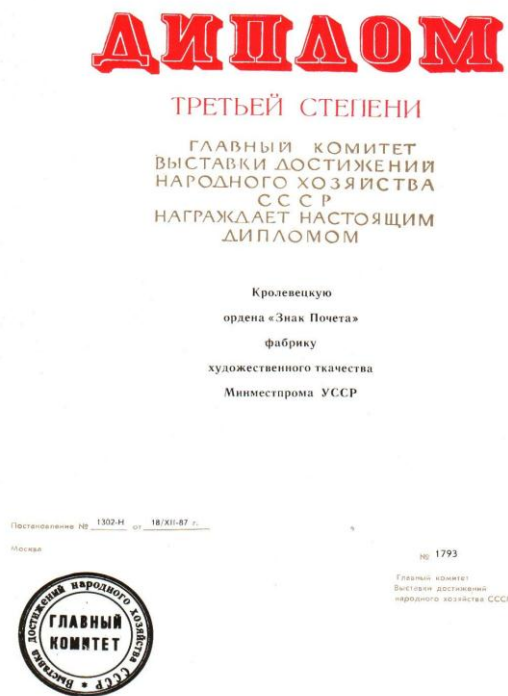 ДИПЛОМ
ТРЕТЬЕЙ СТЕПЕНИ
ГЛАВНЫЙ КОМИТЕТ
ВЫСТАВКИ ДОСТИЖЕНИЙ
НАРОДНОГО ХОЗЯЙСТВА
СССР
НАГРАЖДАЕТ НАСТОЯЩИМ
ДИПЛОМОМ
Кролевецкую
ордена «Знак Почета»
фабрику
художественного ткачества
Минместпрома УССР
Постановление № 1302-Н от 18/XII-87 г.
Москва
№ 1793
Главный комитет
Выставки достижений
народного хозяйства СССР
Выставка достижений народного хозяйства СССР
ГЛАВНЫЙ
КОМИТЕТ